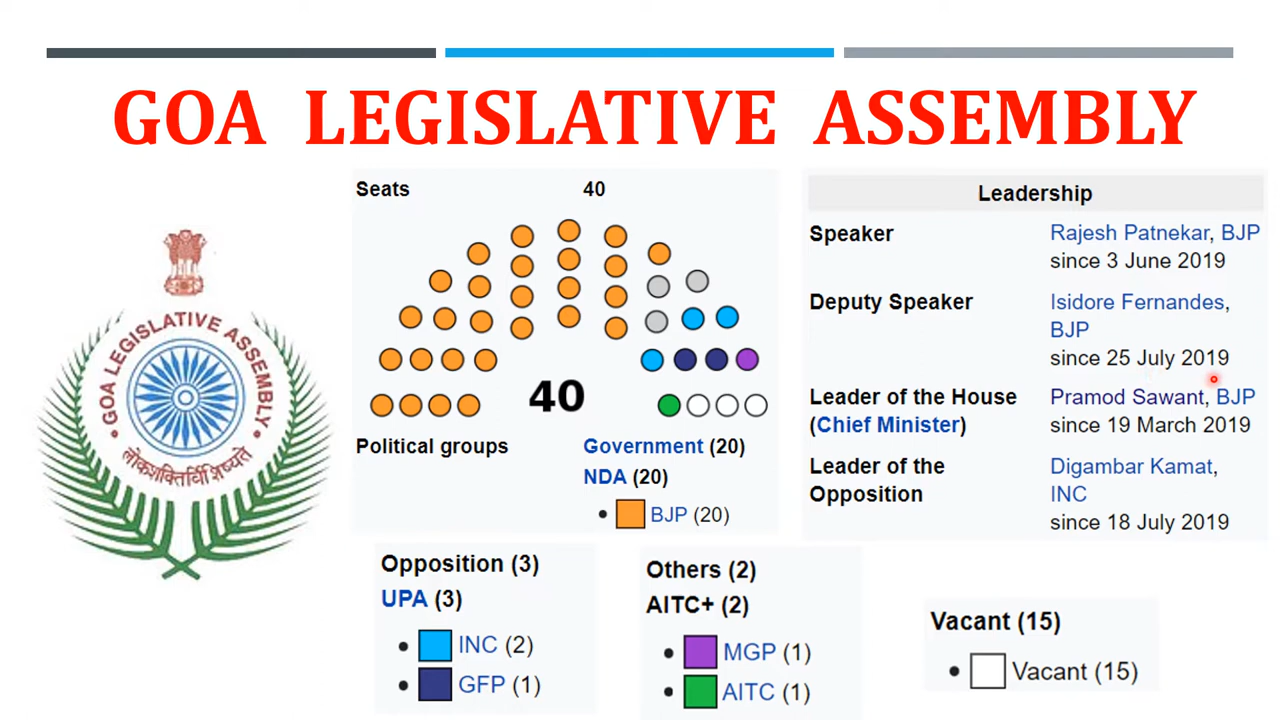 GOA LEGISLATIVE ASSEMBLY
GOA LEGISLATIVE ASSEMBLY
Seats 40
40
Political groups
Government (20)
NDA (20)
• BJP (20)
Leadership
Speaker
Rajesh Patnekar, BJP
since 3 June 2019
Deputy Speaker
Isidore Fernandes,
BJP
since 25 July 2019
Leader of the House
(Chief Minister)
Pramod Sawant, BJP
since 19 March 2019
Leader of the
Opposition
Digambar Kamat,
INC
since 18 July 2019
Opposition (3)
UPA (3)
• INC (2)
• GFP (1)
Others (2)
AITC+ (2)
• MGP (1)
• AITC (1)
Vacant (15)
• Vacant (15)